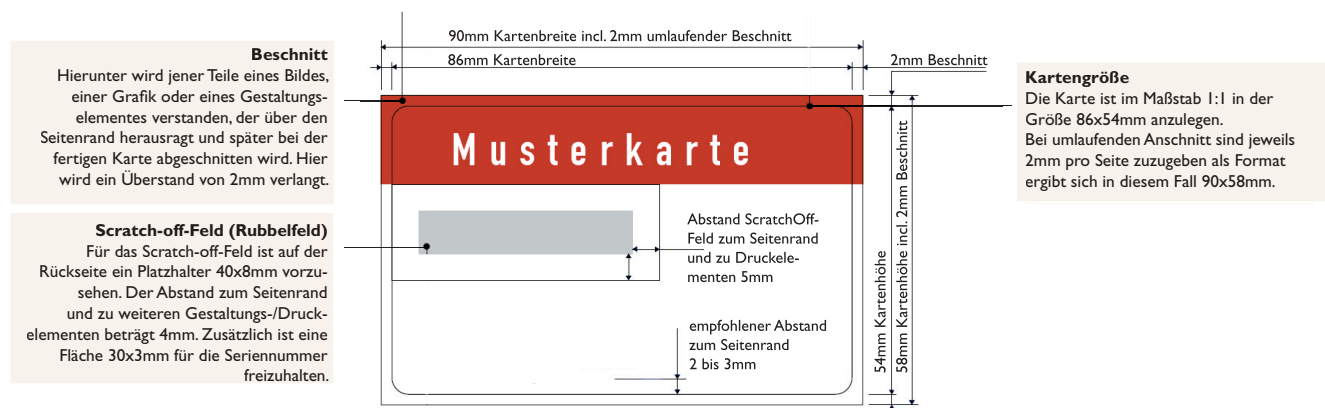 Beschnitt
Hierunter wird jener Teile eines Bildes,
einer Grafik oder eines Gestaltungs-
elementes verstanden, der über den
Seitenrand herausragt und später bei der
fertigen Karte abgeschnitten wird. Hier
wird ein Überstand von 2mm verlangt.
Scratch-off-Feld (Rubbelfeld)
Für das Scratch-off-Feld ist auf der
Rückseite ein Platzhalter 40x8mm vorzu-
sehen. Der Abstand zum Seitenrand
und zu weiteren Gestaltungs-/Druck-
elementen beträgt 4mm. Zusätzlich ist eine
Fläche 30x3mm für die Seriennummer
freizuhalten.
90mm Kartenbreite incl. 2mm umlaufender Beschnitt
86mm Kartenbreite
2mm Beschnitt
Musterkarte
Abstand ScratchOff-
Feld zum Seitenrand
und zu Druckele-
menten 5mm
empfohlener Abstand
zum Seitenrand
2 bis 3mm
54mm Kartenhöhe
58mm Kartenhöhe incl. 2mm Beschnitt
Kartengröße
Die Karte ist im Maßstab 1:1 in der
Größe 86x54mm anzulegen.
Bei umlaufenden Anschnitt sind jeweils
2mm pro Seite zuzugeben als Format
ergibt sich in diesem Fall 90x58mm.